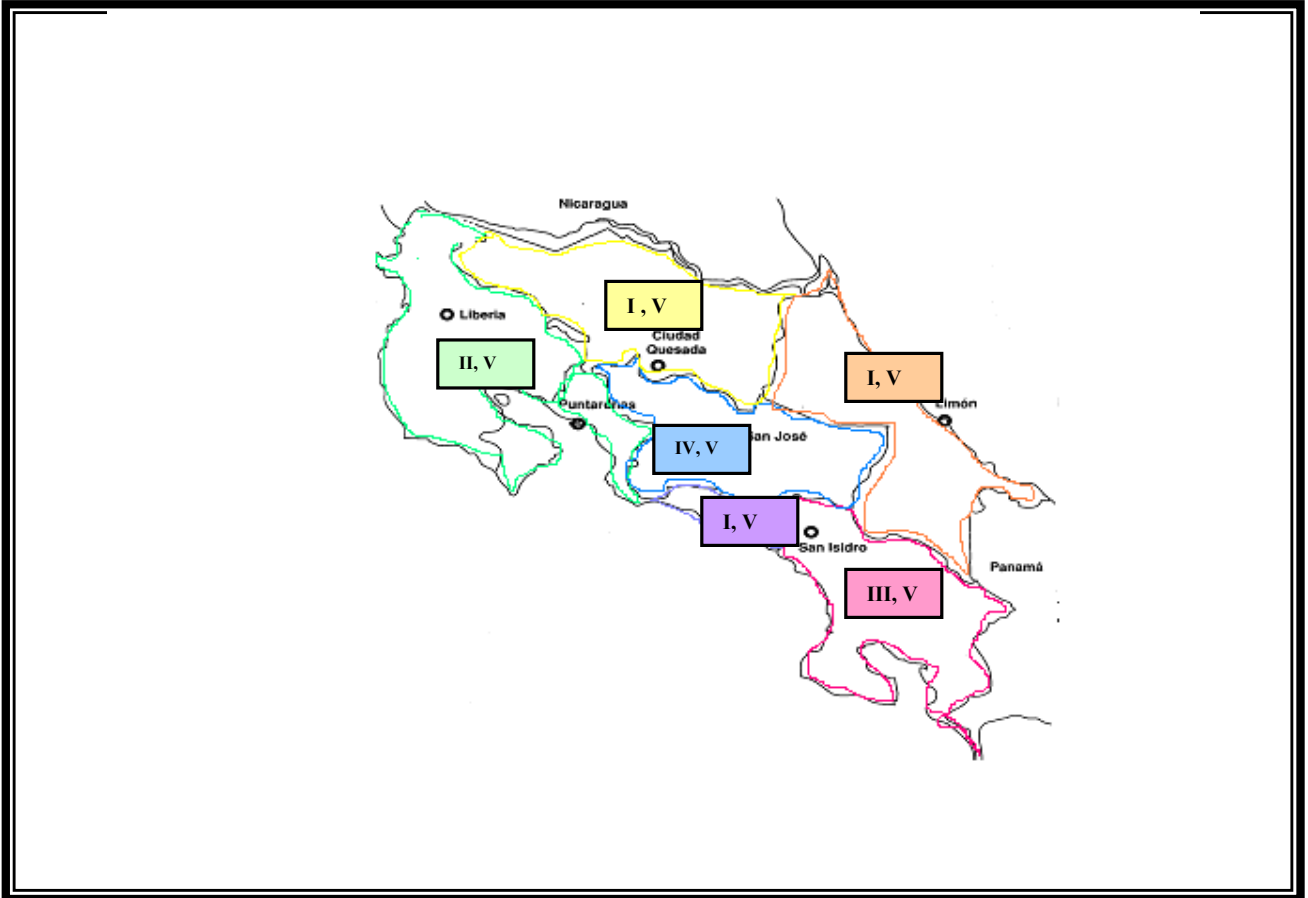 Nicaragua
I , V
Liberia
Ciudad
Quesada
II, V
I, V
Puntarenas
Limón
San José
IV, V
I, V
San Isidro
Panamá
III, V